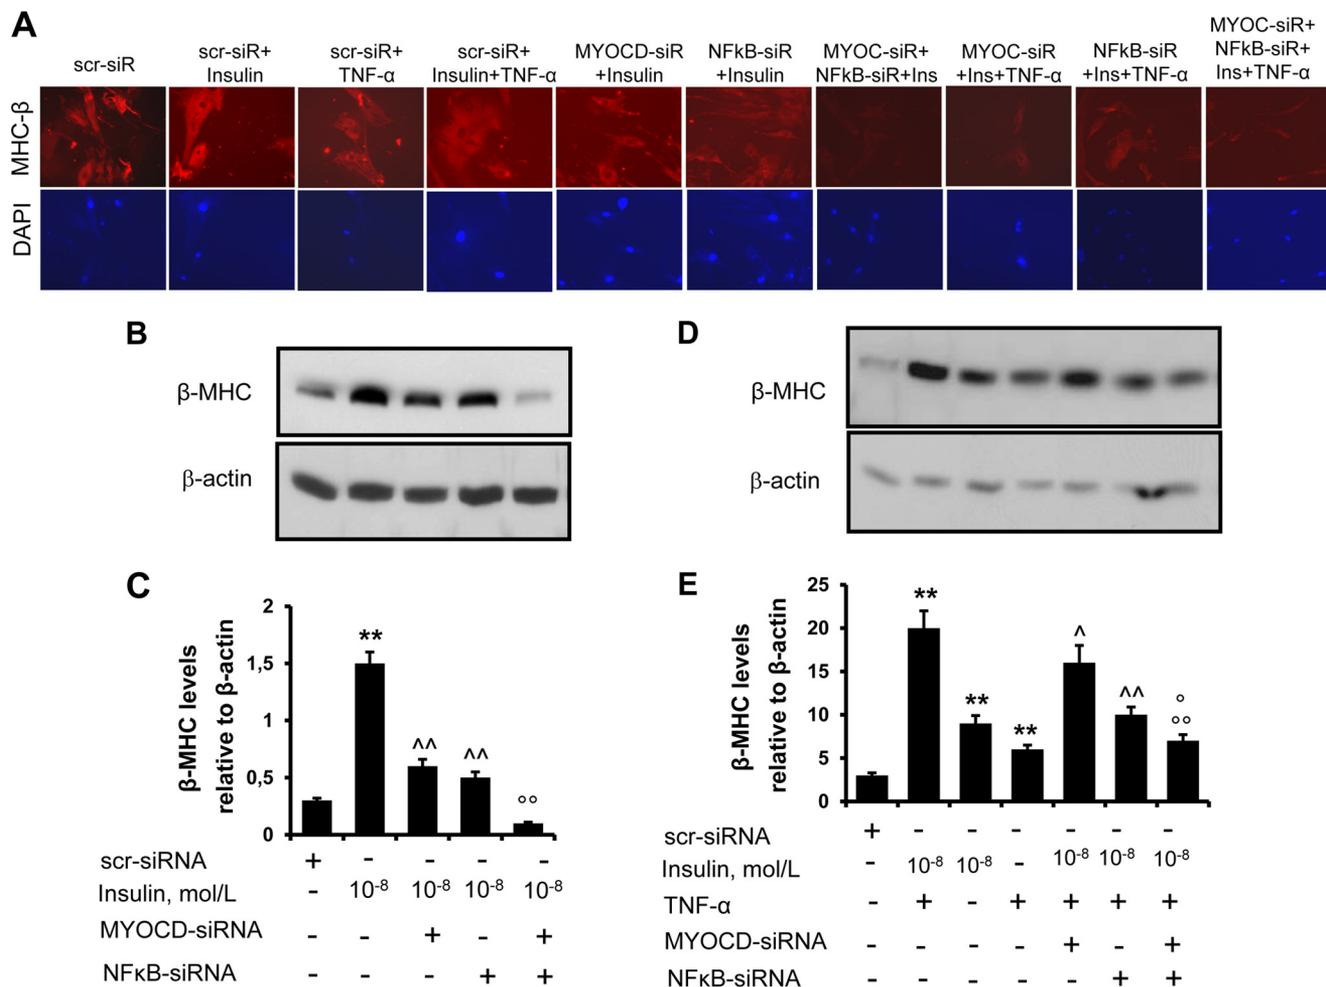 A
scr-siR
scr-siR+
Insulin
scr-siR+
TNF-α
scr-siR+
Insulin+TNF-α
MYOCD-siR
+Insulin
NFkB-siR
+Insulin
MYOC-siR+
NFkB-siR+Ins
MYOC-siR
+Ins+TNF-α
NFkB-siR
+Ins+TNF-α
MYOC-siR+
NFkB-siR+
Ins+TNF-α
MHC-β
DAPI
B
β-MHC
β-actin
D
β-MHC
β-actin
C
β-MHC levels
relative to β-actin
2
1,5
1
0,5
0
**
^^
^^
°°
scr-siRNA + - - - -
Insulin, mol/L - 10⁻⁸ 10⁻⁸ 10⁻⁸ 10⁻⁸
MYOCD-siRNA - - + - +
NFκB-siRNA - - - + +
E
β-MHC levels
relative to β-actin
25
20
15
10
5
0
**
**
**
^
^^
°
°°
scr-siRNA + - - - - - -
Insulin, mol/L - 10⁻⁸ 10⁻⁸ - 10⁻⁸ 10⁻⁸ 10⁻⁸
TNF-α - + - + + + +
MYOCD-siRNA - - - - + - +
NFκB-siRNA - - - - - + +